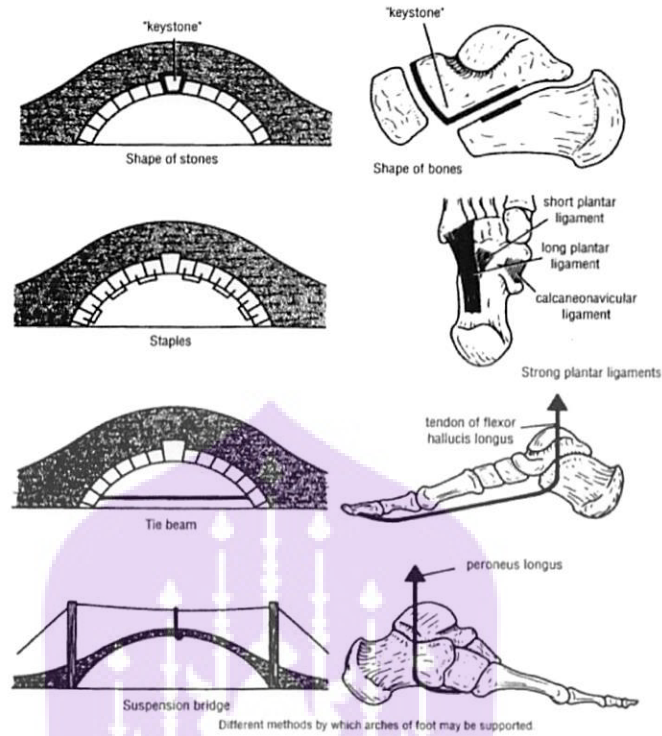 "keystone"
Shape of stones
"keystone"
Shape of bones
Staples
short plantar
ligament
long plantar
ligament
calcaneonavicular
ligament
Strong plantar ligaments
Tie beam
tendon of flexor
hallucis longus
Suspension bridge
peroneus longus
Different methods by which arches of foot may be supported.